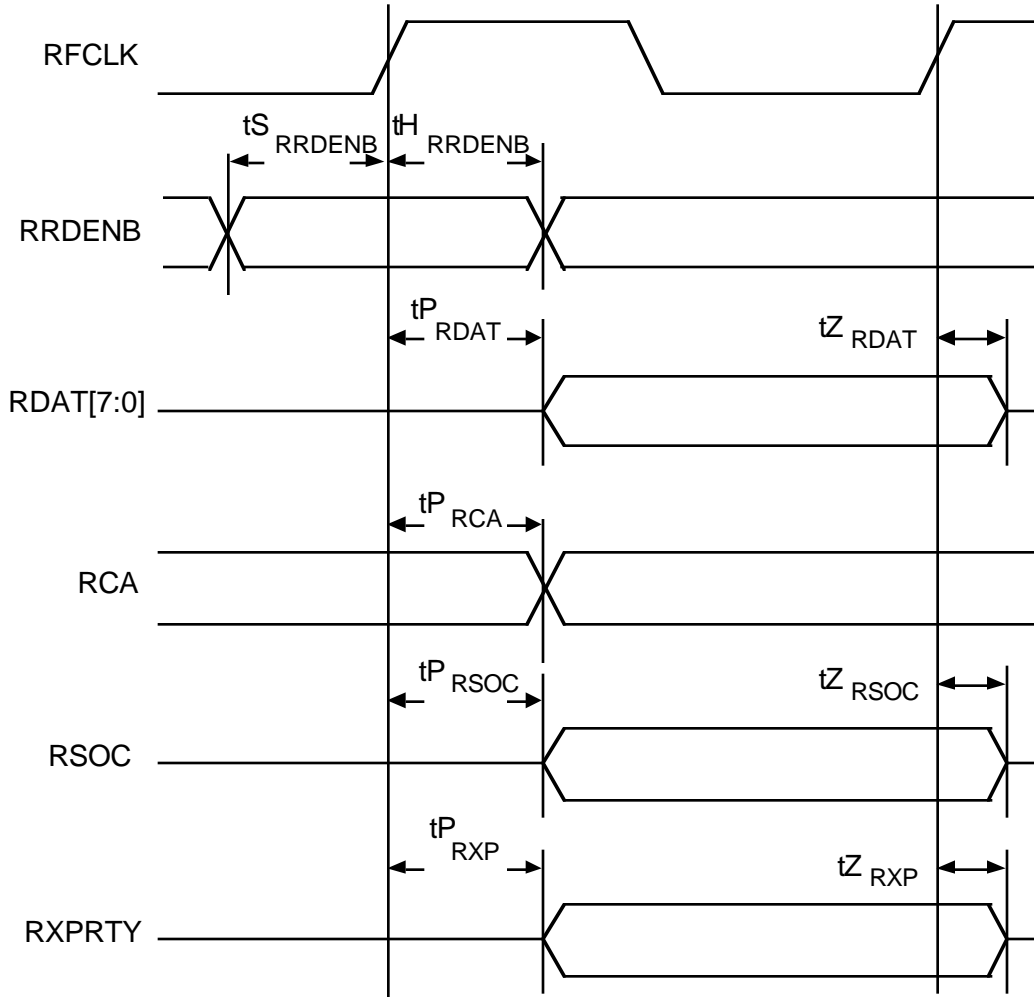 RFCLK
tS RRDENB tH RRDENB
RRDENB
tP RDAT tZ RDAT
RDAT[7:0]
tP RCA
RCA
tP RSOC tZ RSOC
RSOC
tP RXP tZ RXP
RXPRTY